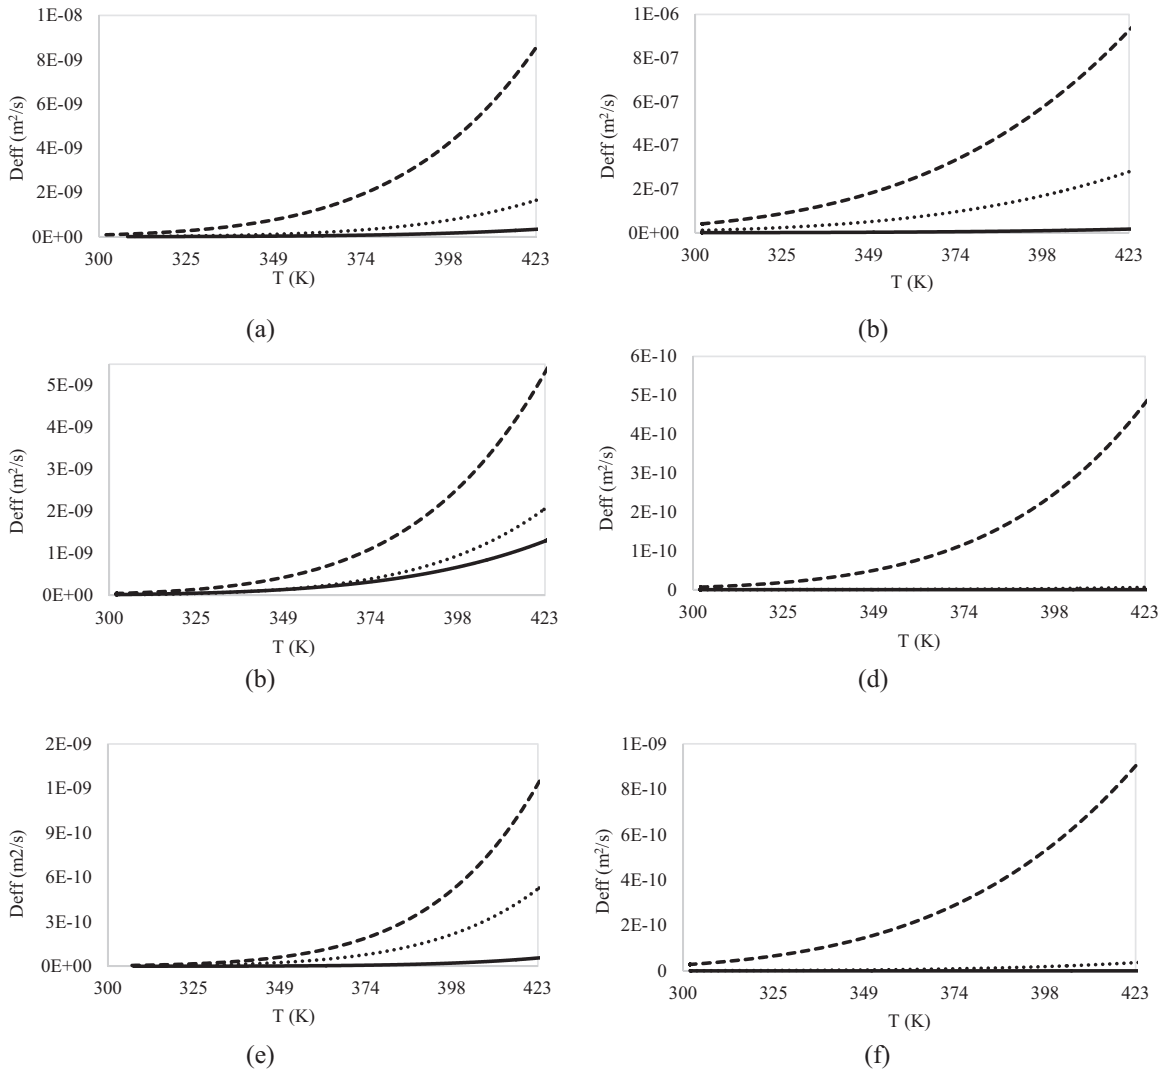 1E-08
8E-09
6E-09
4E-09
2E-09
0E+00
Deff (m²/s)
300 325 349 374 398 423
T (K)
(a)
1E-06
8E-07
6E-07
4E-07
2E-07
0E+00
Deff (m²/s)
300 325 349 374 398 423
T (K)
(b)
5E-09
4E-09
3E-09
2E-09
1E-09
0E+00
Deff (m²/s)
300 325 349 374 398 423
T (K)
(b)
6E-10
5E-10
4E-10
3E-10
2E-10
1E-10
0
Deff (m²/s)
300 325 349 374 398 423
T (K)
(d)
2E-09
1E-09
9E-10
6E-10
3E-10
0E+00
Deff (m2/s)
300 325 349 374 398 423
T (K)
(e)
1E-09
8E-10
6E-10
4E-10
2E-10
0
Deff (m²/s)
300 325 349 374 398 423
T (K)
(f)